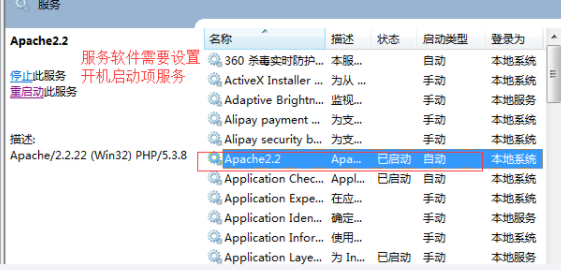 服务
Apache2.2
停止此服务
重启动此服务
描述:
Apache/2.2.22 (Win32) PHP/5.3.8
服务软件需要设置
开机启动项服务
名称 描述 状态 启动类型 登录为
360 杀毒实时防护... 本服... 自动 本地系统
ActiveX Installer ... 为从 ... 手动 本地系统
Adaptive Brightn... 监视... 手动 本地服务
Alipay payment ... 为支... 手动 本地系统
Alipay security b... 为支... 手动 本地系统
Apache2.2 Apa... 已启动 自动 本地系统
Application Chec... Appl... 已启动 自动 本地系统
Application Expe... 在应... 手动 本地系统
Application Iden... 确定... 手动 本地服务
Application Infor... 使用... 手动 本地系统
Application Laye... 为 In... 已启动 手动 本地服务